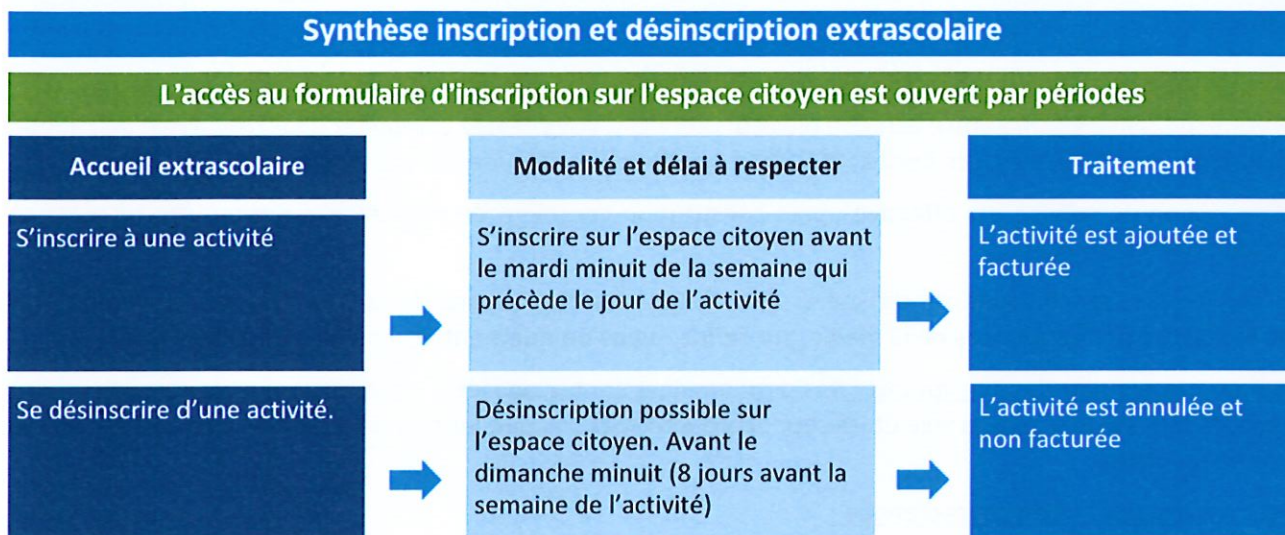 Synthèse inscription et désinscription extrascolaire
L'accès au formulaire d'inscription sur l'espace citoyen est ouvert par périodes
Accueil extrascolaire
Modalité et délai à respecter
Traitement
S'inscrire à une activité
S'inscrire sur l'espace citoyen avant
le mardi minuit de la semaine qui
précède le jour de l'activité
L'activité est ajoutée et
facturée
Se désinscrire d'une activité.
Désinscription possible sur
l'espace citoyen. Avant le
dimanche minuit (8 jours avant la
semaine de l'activité)
L'activité est annulée et
non facturée